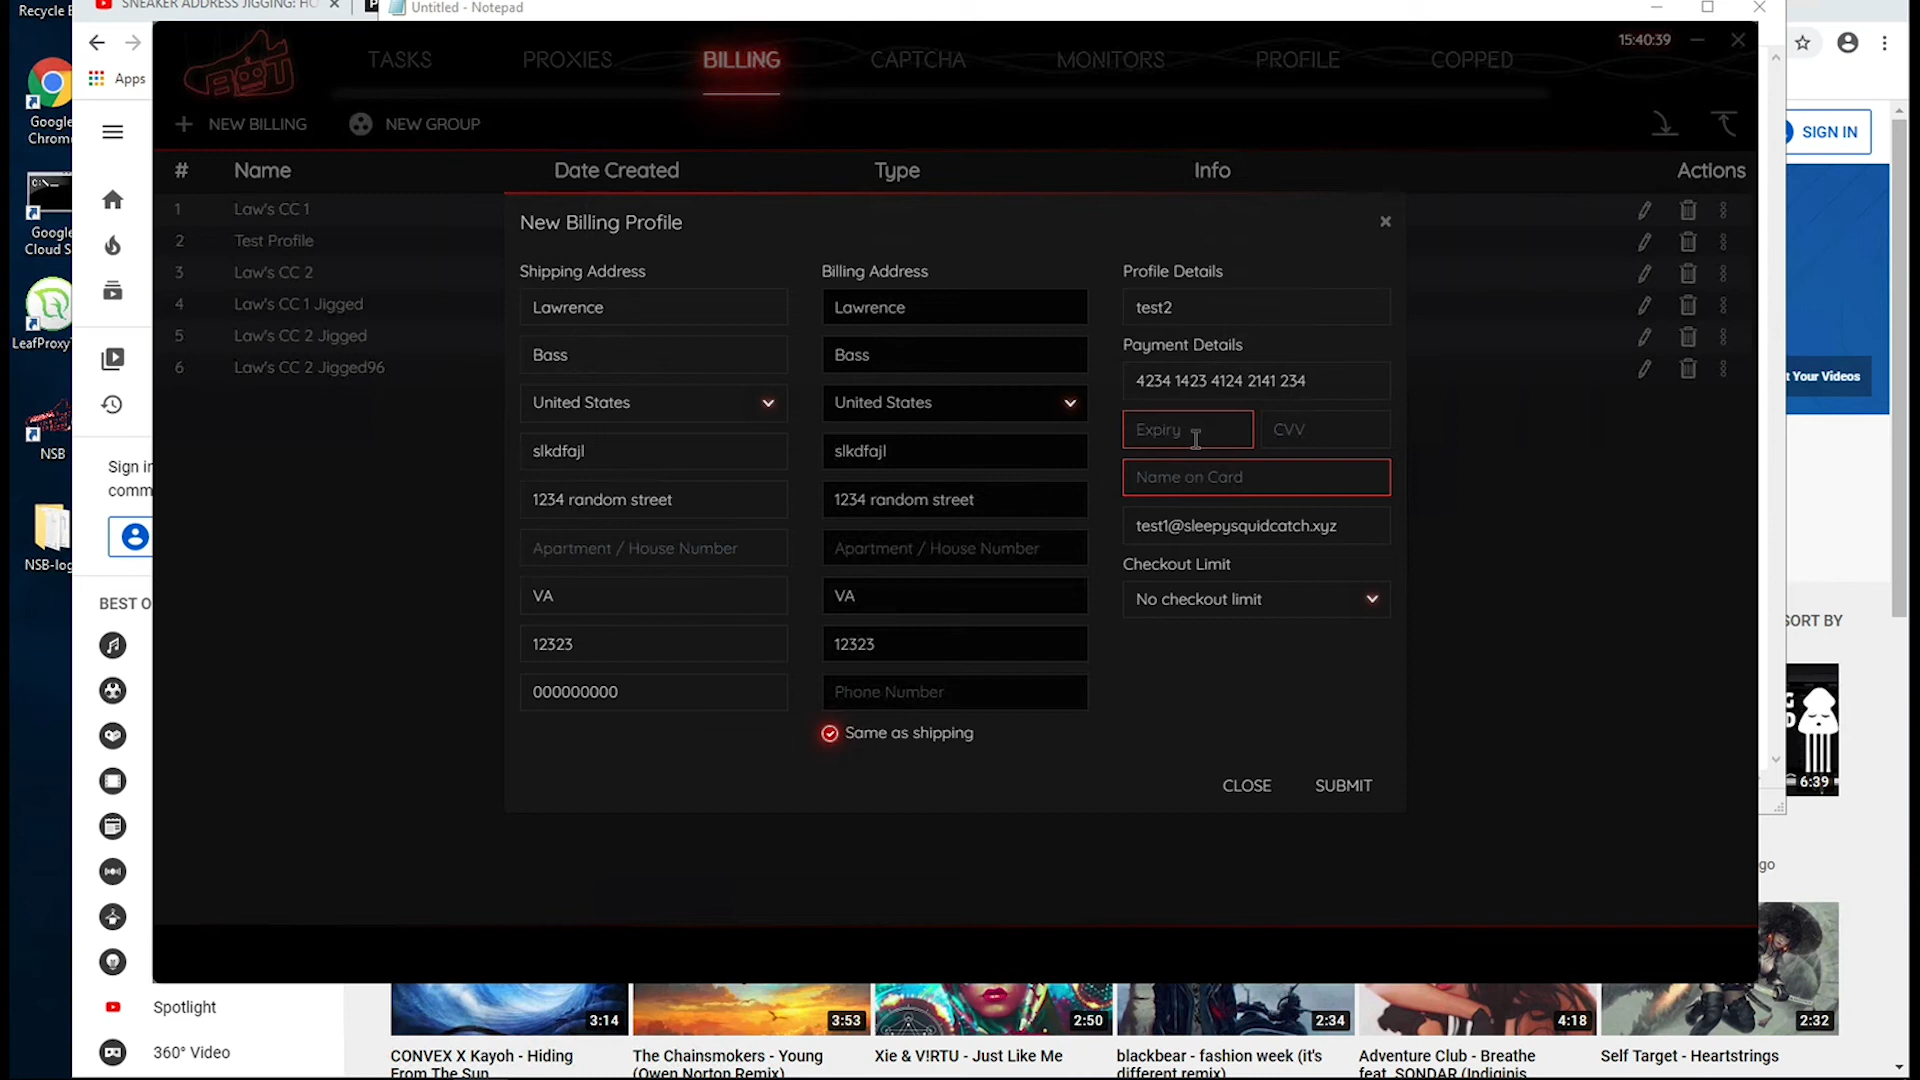 Recycle B
SNEAKER ADDRESS JIGGING: HO
Untitled - Notepad
Apps
Google
Chrom
Google
Cloud S
LeafProxy
NSB
NSB-log
BOT
TASKS
PROXIES
BILLING
CAPTCHA
MONITORS
PROFILE
COPPED
15:40:39
NEW BILLING
NEW GROUP
SIGN IN
# Name Date Created Type Info Actions
1 Law's CC 1
2 Test Profile
3 Law's CC 2
4 Law's CC 1 Jigged
5 Law's CC 2 Jigged
6 Law's CC 2 Jigged96
New Billing Profile
Shipping Address
Lawrence
Bass
United States
slkdfajl
1234 random street
Apartment / House Number
VA
12323
000000000
Billing Address
Lawrence
Bass
United States
slkdfajl
1234 random street
Apartment / House Number
VA
12323
Phone Number
Same as shipping
Profile Details
test2
Payment Details
4234 1423 4124 2141 234
Expiry
CVV
Name on Card
test1@sleepysquidcatch.xyz
Checkout Limit
No checkout limit
CLOSE
SUBMIT
t Your Videos
Sign in
comm
BEST O
SORT BY
6:39
go
Spotlight
360° Video
3:14
3:53
2:50
2:34
4:18
2:32
CONVEX X Kayoh - Hiding
From The Sun
The Chainsmokers - Young
(Owen Norton Remix)
Xie & V!RTU - Just Like Me
blackbear - fashion week (it's
different remix)
Adventure Club - Breathe
feat. SONDAR (Indiginis
Self Target - Heartstrings